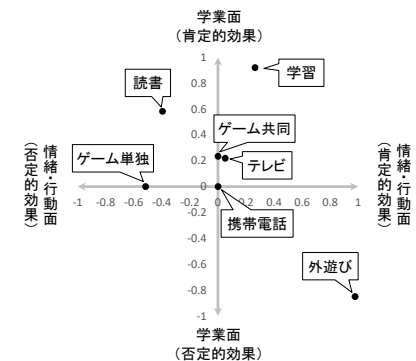 学業面
（肯定的効果）
1
学習
0.8
読書
0.6
0.4
ゲーム共同
0.2
テレビ
ゲーム単独
0
情緒・行動面
（否定的効果）
-1 -0.8 -0.6 -0.4 -0.2 0 0.2 0.4 0.6 0.8 1
情緒・行動面
（肯定的効果）
-0.2
携帯電話
-0.4
-0.6
外遊び
-0.8
-1
学業面
（否定的効果）